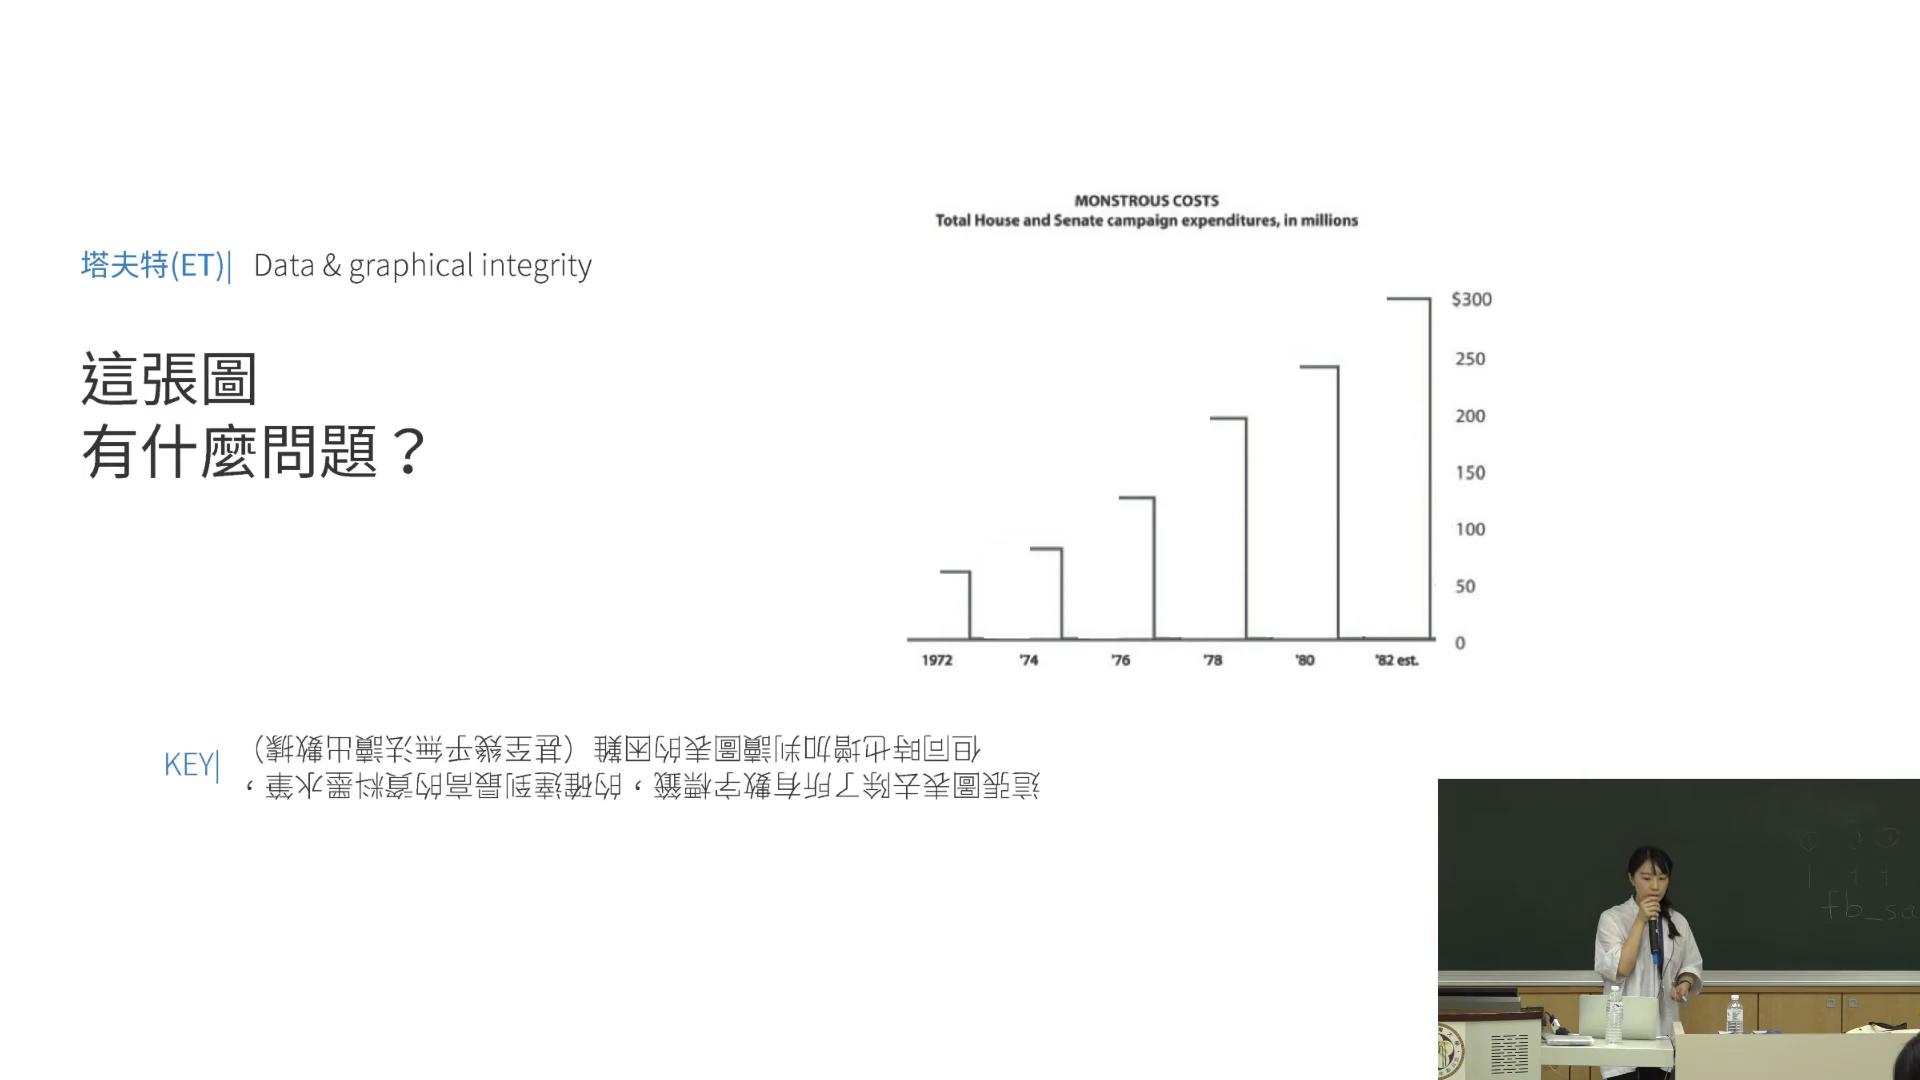 MONSTROUS COSTS
Total House and Senate campaign expenditures, in millions
塔夫特(ET)| Data & graphical integrity
這張圖
有什麼問題？
$300
250
200
150
100
50
0
1972 '74 '76 '78 '80 '82 est.
KEY|
這張圖表去除了所有數字標籤，的確達到最高的資料墨水筆，
但同時也增加判讀圖表的困難（甚至幾乎無法讀出數據）
fb_sa